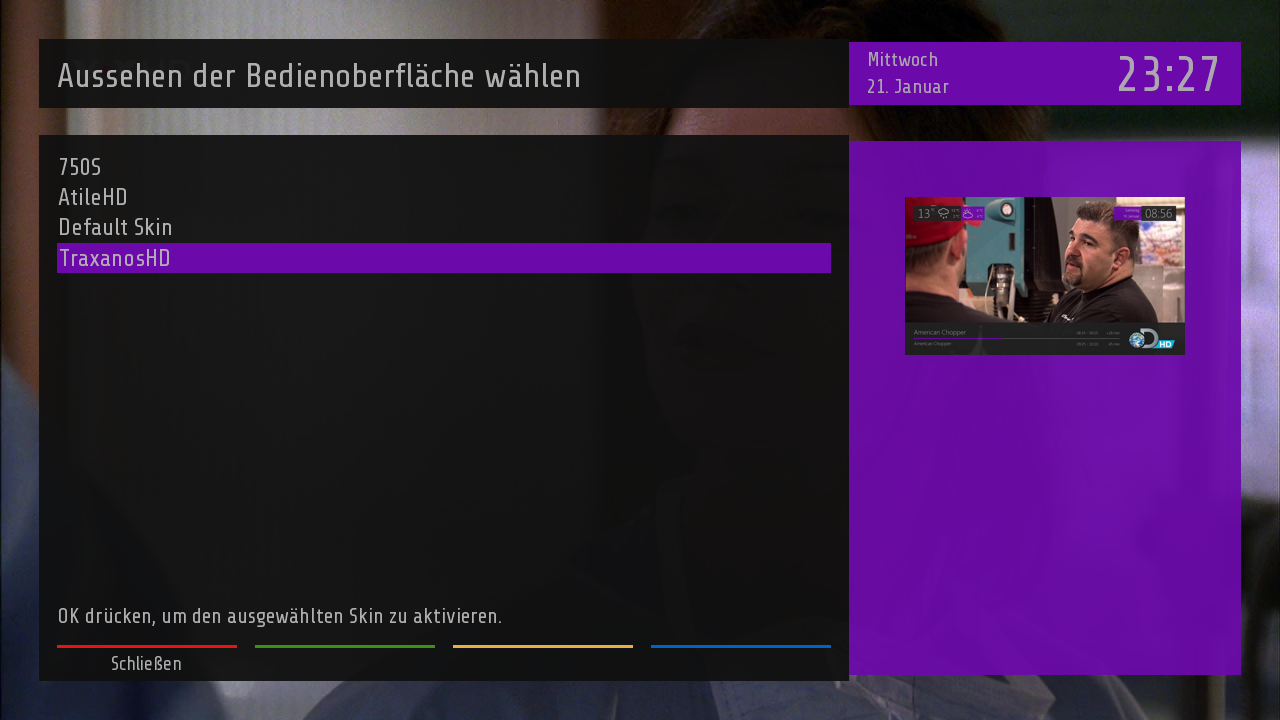 Aussehen der Bedienoberfläche wählen
Mittwoch
21. Januar
23:27
750S
AtileHD
Default Skin
TraxanosHD
13°
08:56
American Chopper
American Chopper
HD
OK drücken, um den ausgewählten Skin zu aktivieren.
Schließen